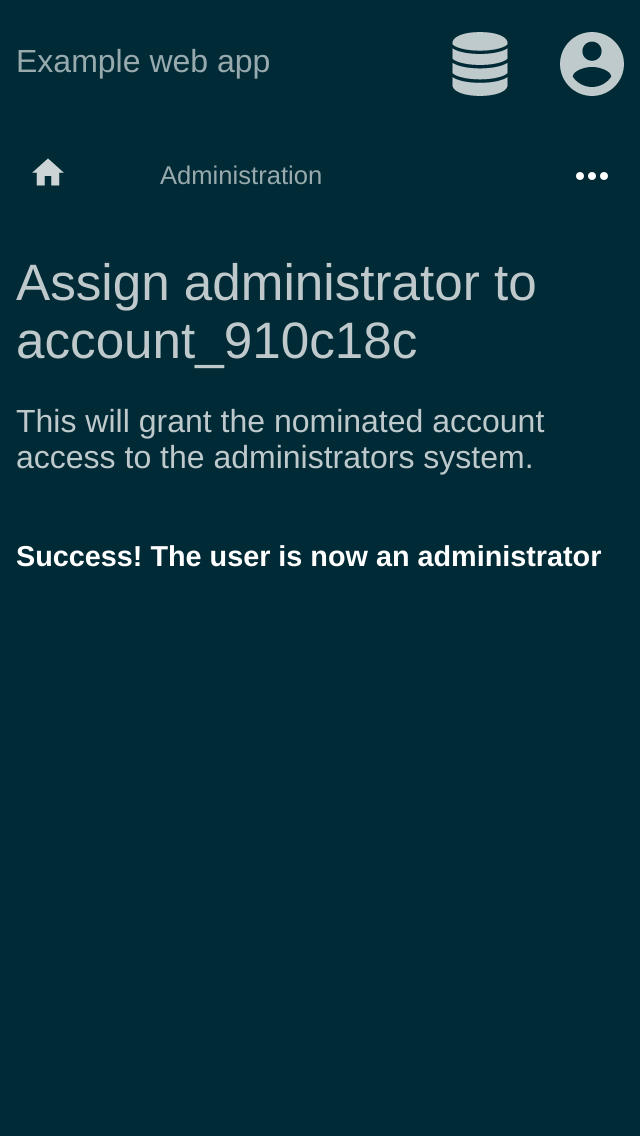 Example web app
Administration
Assign administrator to
account_910c18c
This will grant the nominated account
access to the administrators system.
Success! The user is now an administrator